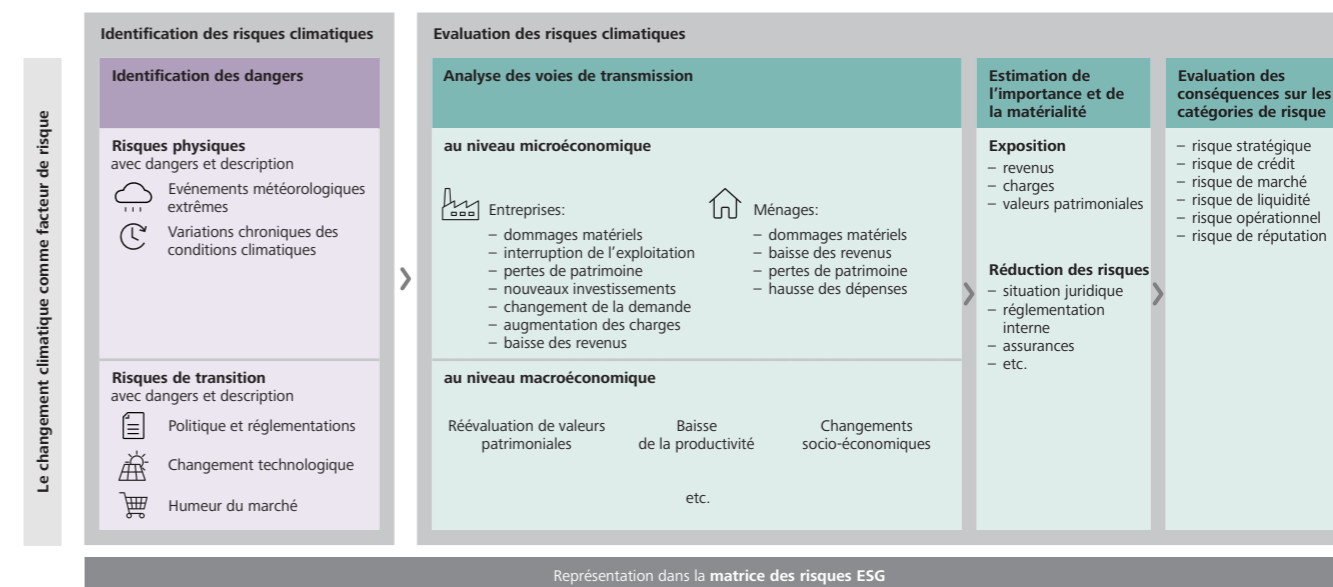 Le changement climatique comme facteur de risque
Identification des risques climatiques
Identification des dangers
Risques physiques
avec dangers et description
Evénements météorologiques
extrêmes
Variations chroniques des
conditions climatiques
Risques de transition
avec dangers et description
Politique et réglementations
Changement technologique
Humeur du marché
Evaluation des risques climatiques
Analyse des voies de transmission
au niveau microéconomique
Entreprises:
– dommages matériels
– interruption de l’exploitation
– pertes de patrimoine
– nouveaux investissements
– changement de la demande
– augmentation des charges
– baisse des revenus
Ménages:
– dommages matériels
– baisse des revenus
– pertes de patrimoine
– hausse des dépenses
au niveau macroéconomique
Réévaluation de valeurs
patrimoniales
Baisse
de la productivité
Changements
socio-économiques
etc.
Estimation de
l’importance et de
la matérialité
Exposition
– revenus
– charges
– valeurs patrimoniales
Réduction des risques
– situation juridique
– réglementation
interne
– assurances
– etc.
Evaluation des
conséquences sur les
catégories de risque
– risque stratégique
– risque de crédit
– risque de marché
– risque de liquidité
– risque opérationnel
– risque de réputation
Représentation dans la matrice des risques ESG